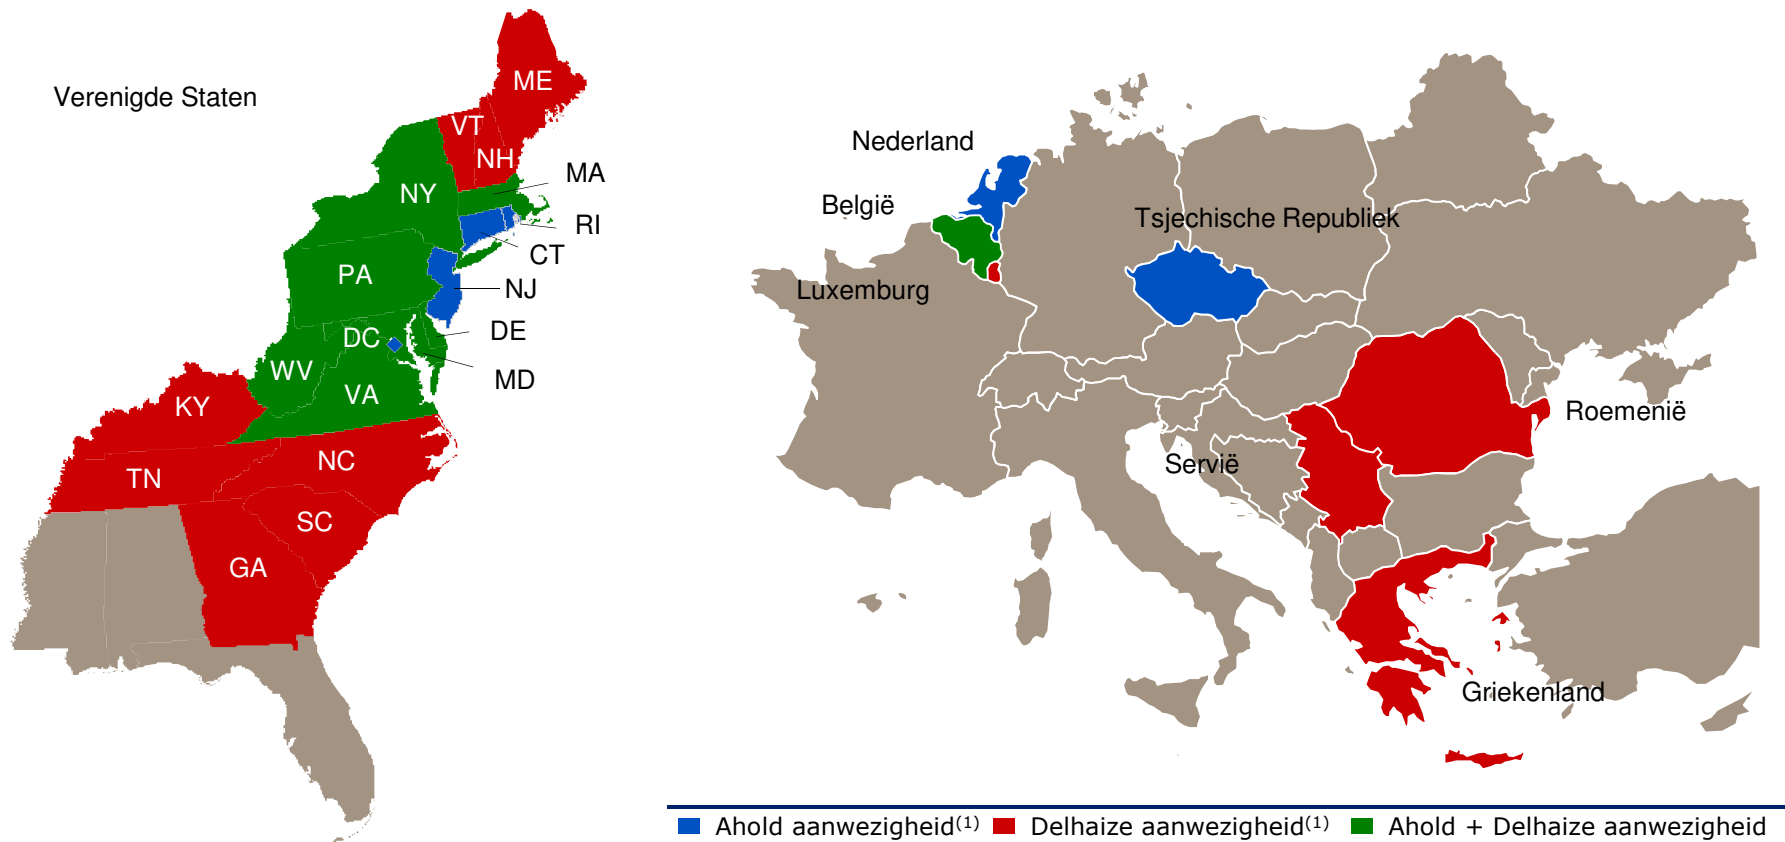 Verenigde Staten
ME
VT
NH
MA
NY
RI
CT
PA
NJ
DE
DC
MD
WV
VA
KY
NC
TN
SC
GA
Nederland
België
Tsjechische Republiek
Luxemburg
Roemenië
Servië
Griekenland
Ahold aanwezigheid(1) Delhaize aanwezigheid(1) Ahold + Delhaize aanwezigheid